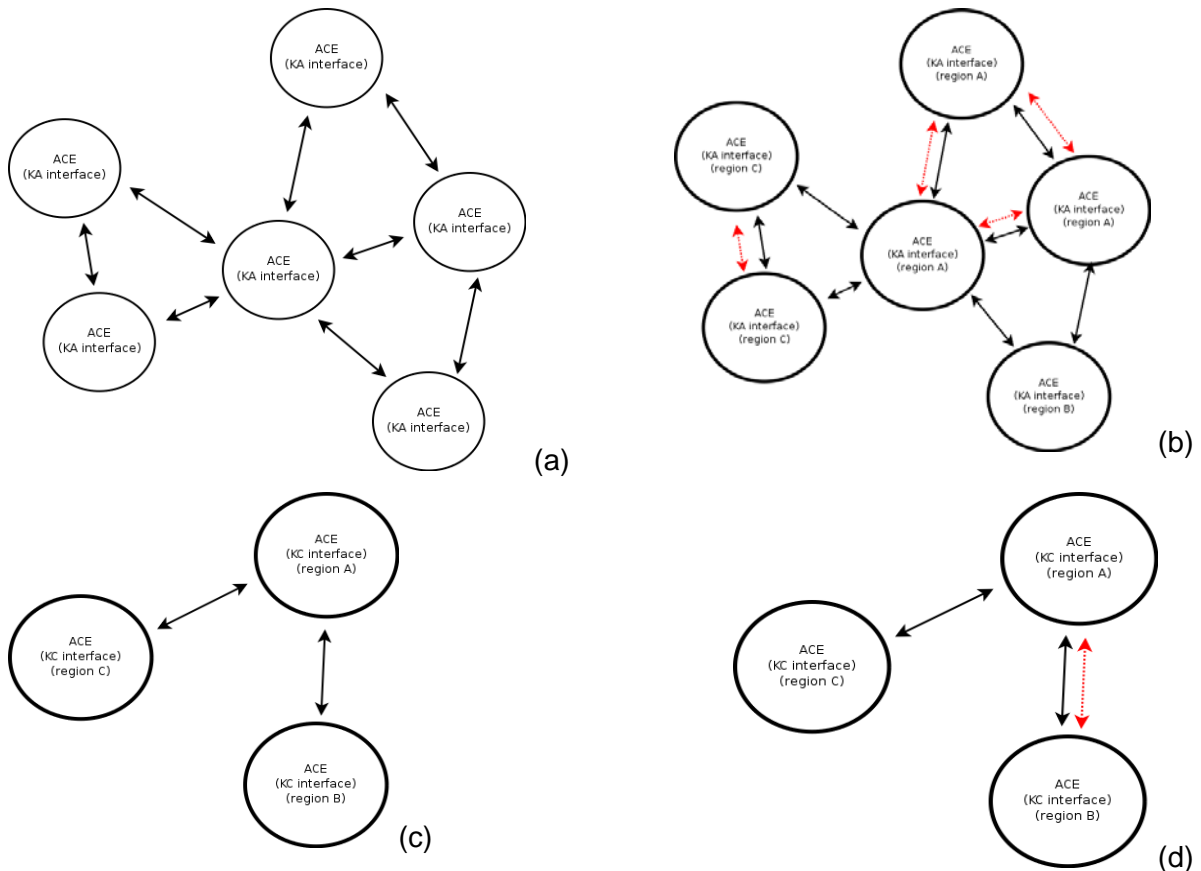 ACE
(KA interface)
ACE
(KA interface)
ACE
(KA interface)
ACE
(KA interface)
ACE
(KA interface)
ACE
(KA interface)
(a)
ACE
(KA interface)
(region A)
ACE
(KA interface)
(region C)
ACE
(KA interface)
(region A)
ACE
(KA interface)
(region A)
ACE
(KA interface)
(region C)
ACE
(KA interface)
(region B)
(b)
ACE
(KC interface)
(region A)
ACE
(KC interface)
(region C)
ACE
(KC interface)
(region B)
(c)
ACE
(KC interface)
(region A)
ACE
(KC interface)
(region C)
ACE
(KC interface)
(region B)
(d)